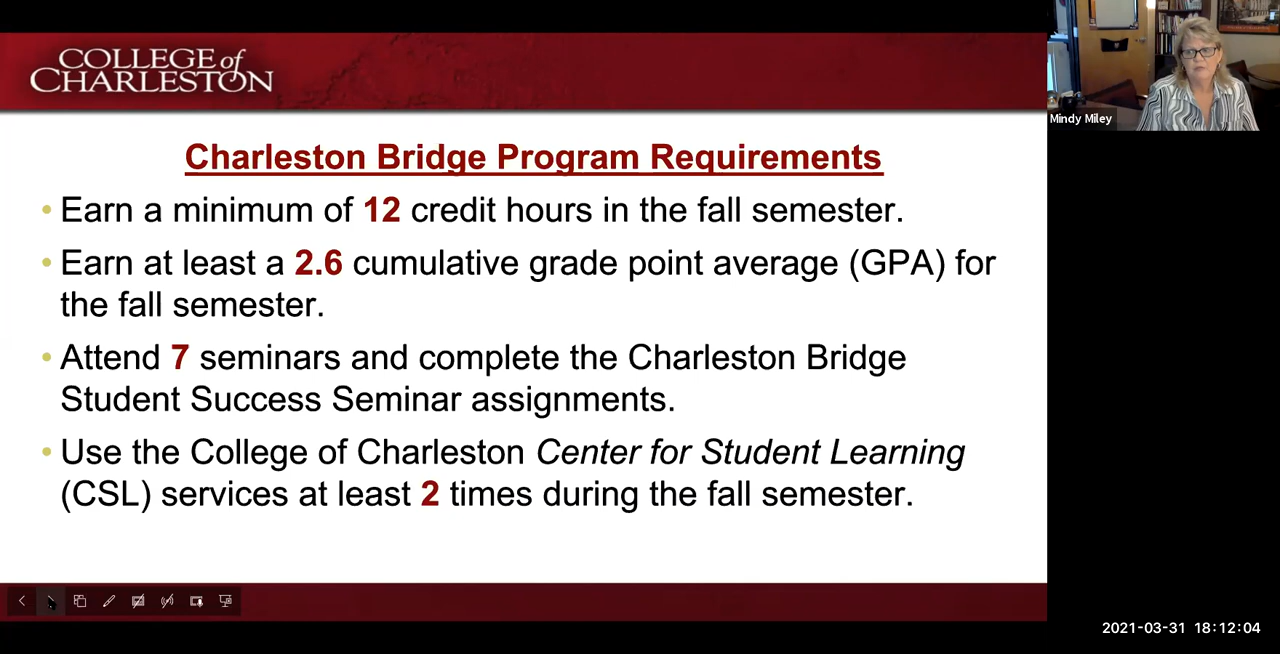 COLLEGE of
CHARLESTON
Mindy Miley
Charleston Bridge Program Requirements
• Earn a minimum of 12 credit hours in the fall semester.
• Earn at least a 2.6 cumulative grade point average (GPA) for
the fall semester.
• Attend 7 seminars and complete the Charleston Bridge
Student Success Seminar assignments.
• Use the College of Charleston Center for Student Learning
(CSL) services at least 2 times during the fall semester.
2021-03-31 18:12:04